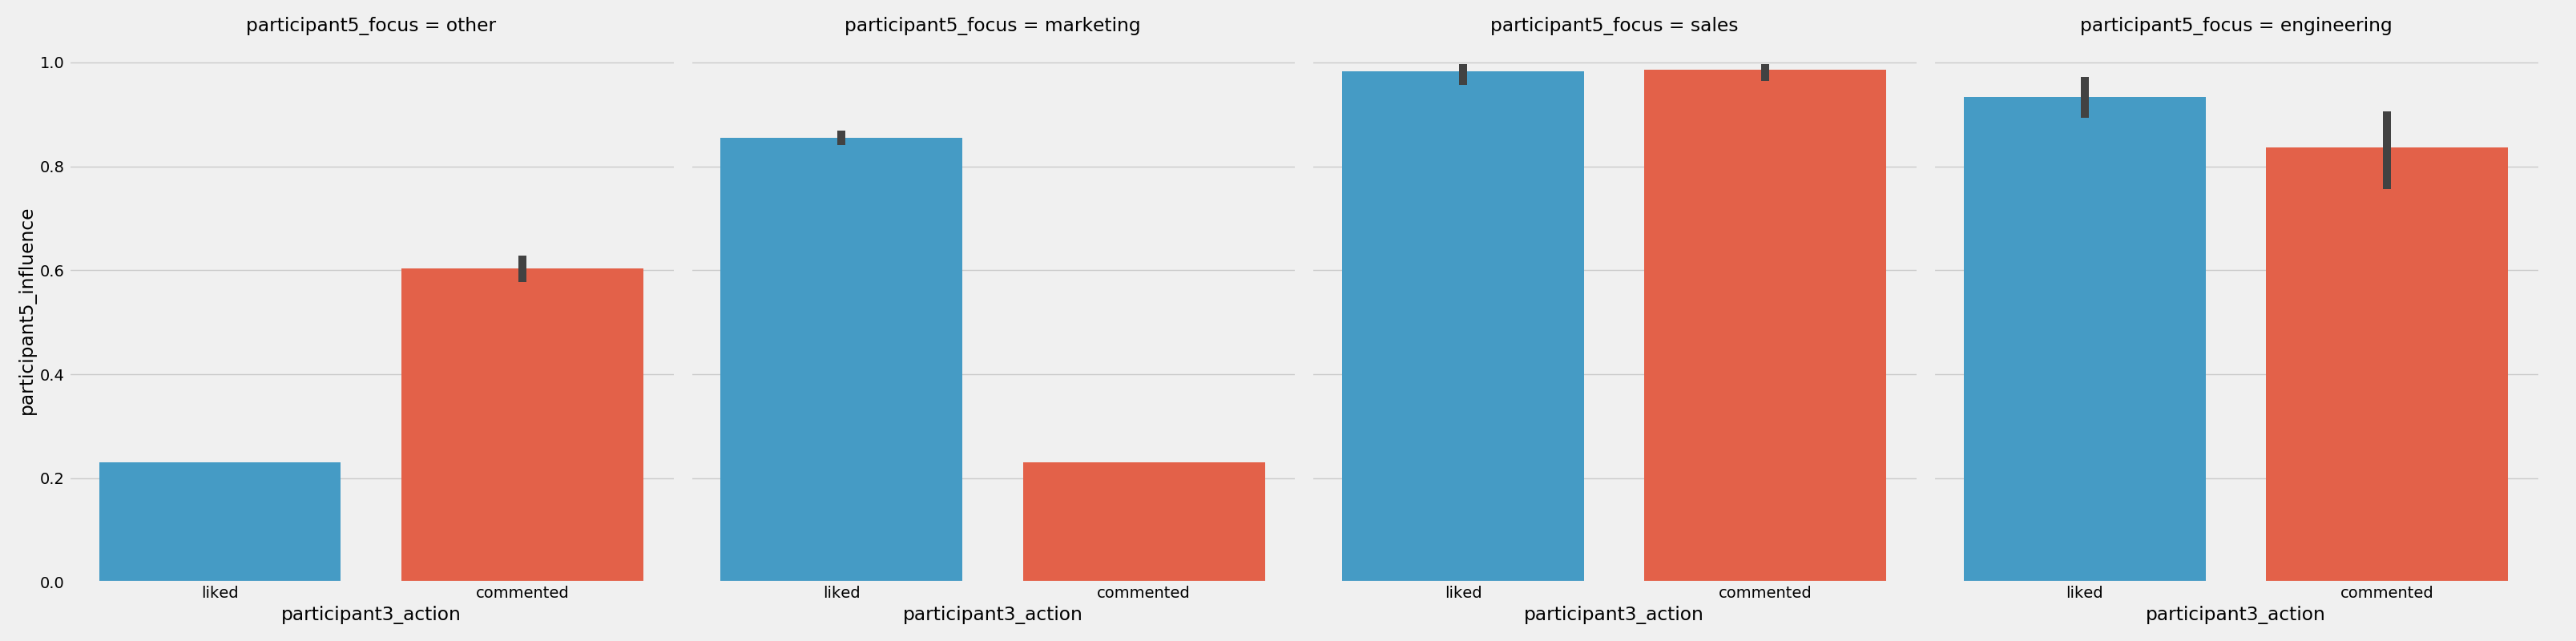 participant5_focus = other
participant5_focus = marketing
participant5_focus = sales
participant5_focus = engineering
participant5_influence
1.0
0.8
0.6
0.4
0.2
0.0
liked
commented
liked
commented
liked
commented
liked
commented
participant3_action
participant3_action
participant3_action
participant3_action